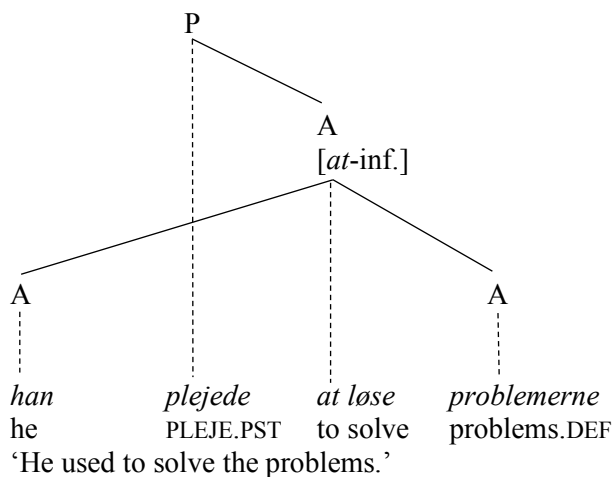 P
A
[at-inf.]
A A
han plejede at løse problemerne
he PLEJE.PST to solve problems.DEF
‘He used to solve the problems.’